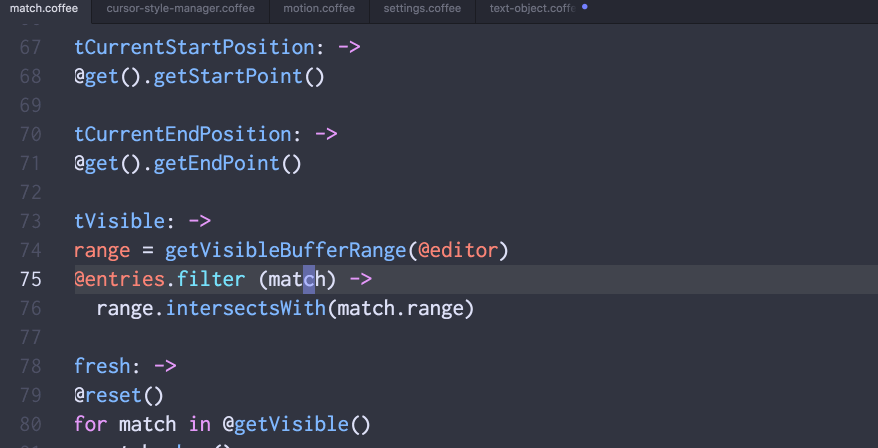 match.coffee cursor-style-manager.coffee motion.coffee settings.coffee text-object.coffe
67 tCurrentStartPosition: ->
68 @get().getStartPoint()
69
70 tCurrentEndPosition: ->
71 @get().getEndPoint()
72
73 tVisible: ->
74 range = getVisibleBufferRange(@editor)
75 @entries.filter (match) ->
76 range.intersectsWith(match.range)
77
78 fresh: ->
79 @reset()
80 for match in @getVisible()